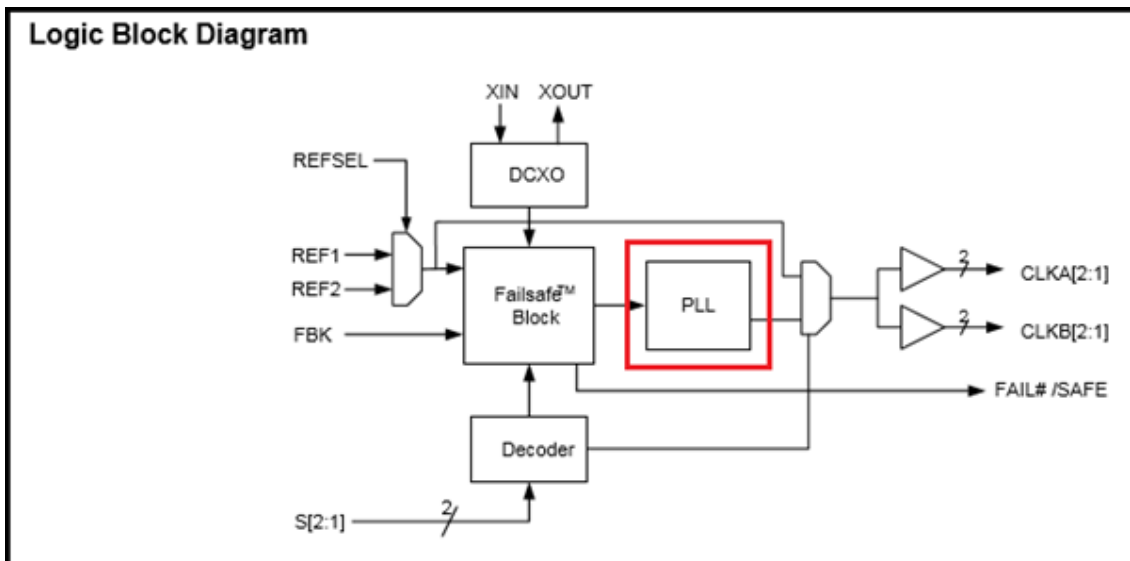 Logic Block Diagram
XIN XOUT
REFSEL
DCXO
REF1
REF2
Failsafe™
Block
PLL
2
CLKA[2:1]
FBK
2
CLKB[2:1]
FAIL# /SAFE
Decoder
2
S[2:1]